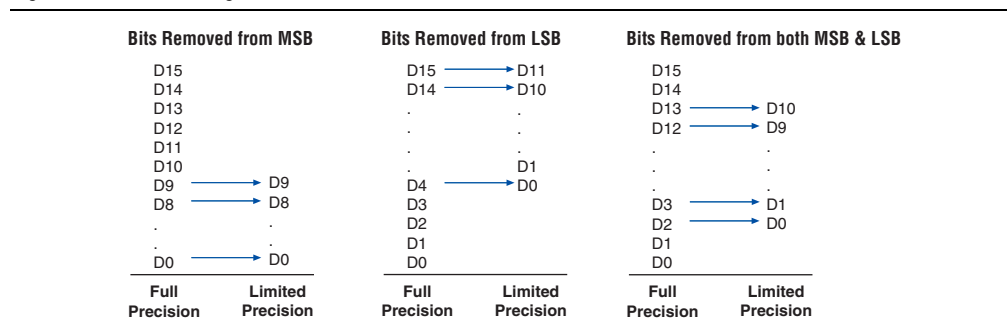 Bits Removed from MSB
D15
D14
D13
D12
D11
D10
D9 D9
D8 D8
. .
. .
D0 D0
Full Limited
Precision Precision
Bits Removed from LSB
D15 D11
D14 D10
. .
. .
. .
. D1
D4 D0
D3
D2
D1
D0
Full Limited
Precision Precision
Bits Removed from both MSB & LSB
D15
D14
D13 D10
D12 D9
. .
. .
. .
D3 D1
D2 D0
D1
D0
Full Limited
Precision Precision